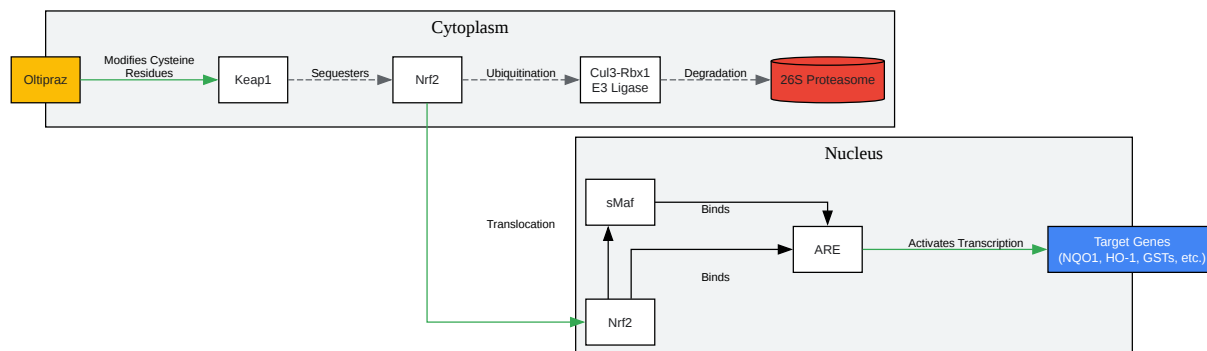 Cytoplasm
Oltipraz
Modifies Cysteine
Residues
Keap1
Sequesters
Nrf2
Ubiquitination
Cul3-Rbx1
E3 Ligase
Degradation
26S Proteasome
Nucleus
Translocation
sMaf
Binds
Binds
Nrf2
ARE
Activates Transcription
Target Genes
(NQO1, HO-1, GSTs, etc.)